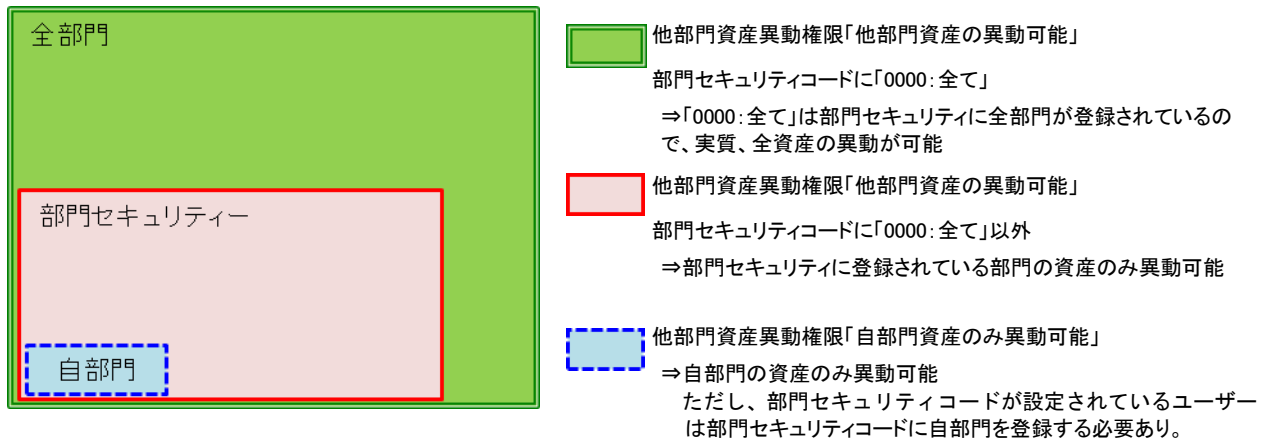 全部門
部門セキュリティー
自部門
他部門資産異動権限「他部門資産の異動可能」
部門セキュリティコードに「0000:全て」
⇒「0000:全て」は部門セキュリティに全部門が登録されているの
で、実質、全資産の異動が可能
他部門資産異動権限「他部門資産の異動可能」
部門セキュリティコードに「0000:全て」以外
⇒部門セキュリティに登録されている部門の資産のみ異動可能
他部門資産異動権限「自部門資産のみ異動可能」
⇒自部門の資産のみ異動可能
ただし、部門セキュリティコードが設定されているユーザー
は部門セキュリティコードに自部門を登録する必要あり。